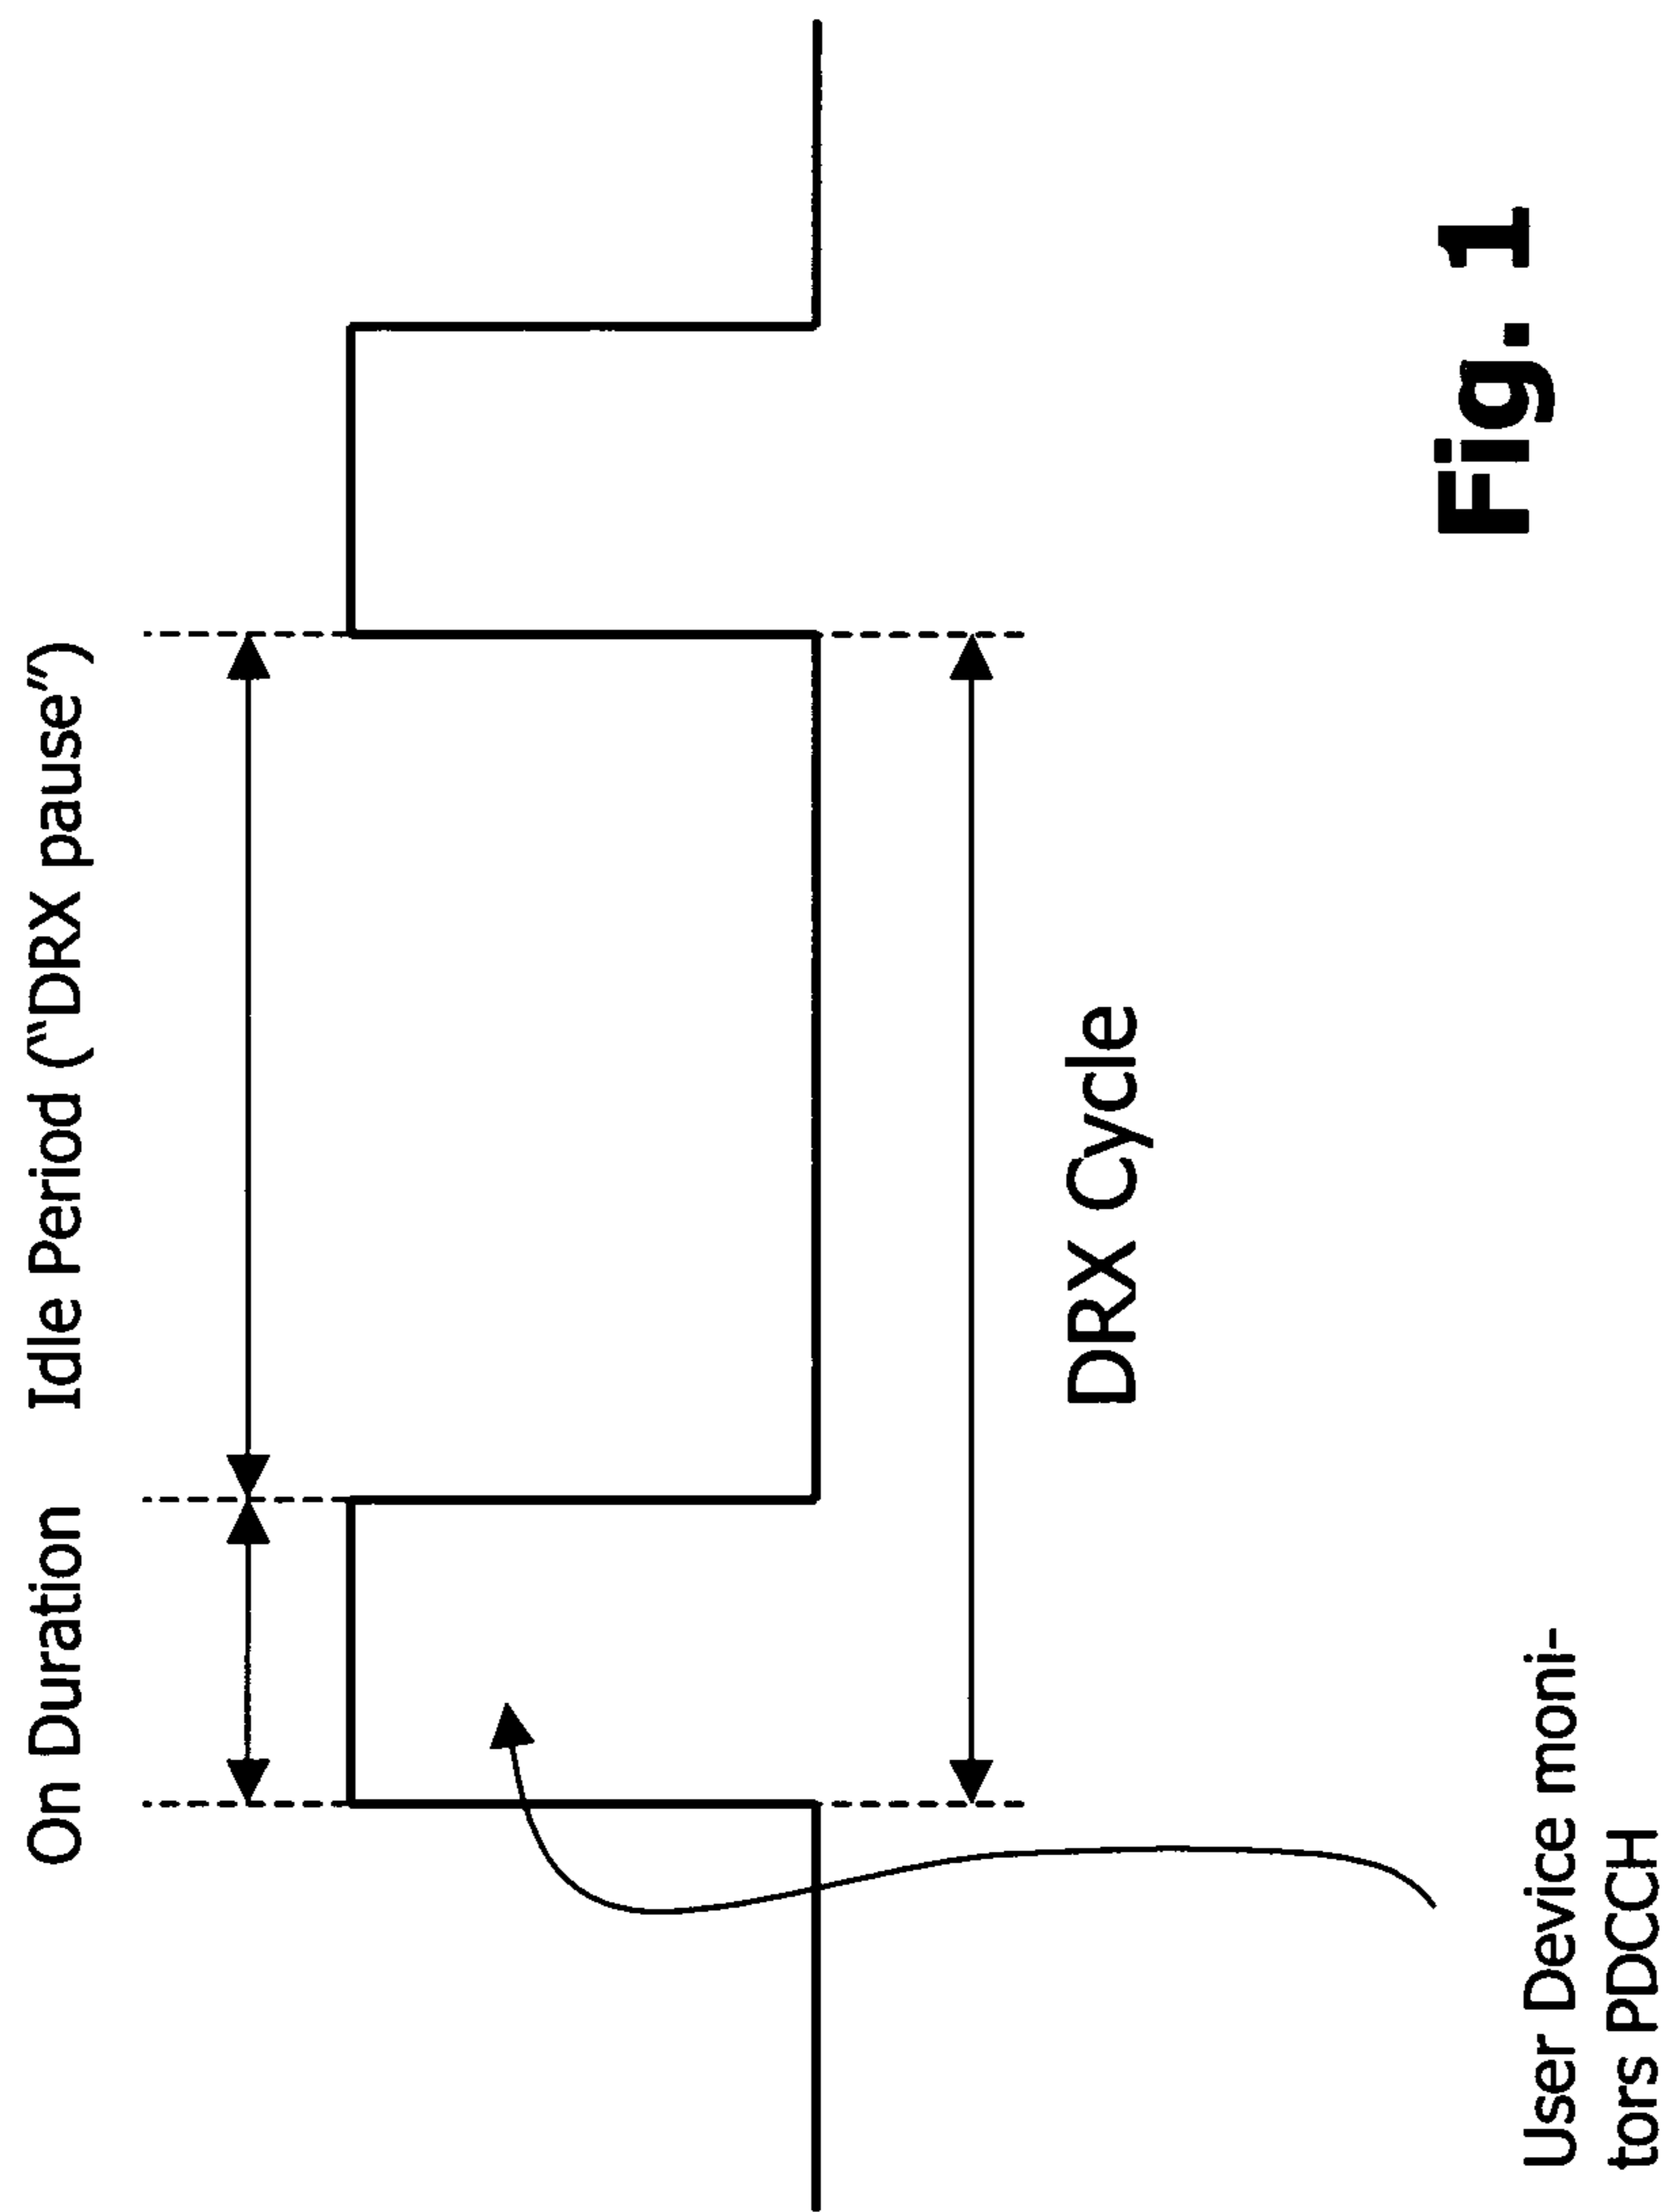 On Duration
Idle Period (“DRX pause”)
DRX Cycle
User Device moni-
tors PDCCH
Fig. 1